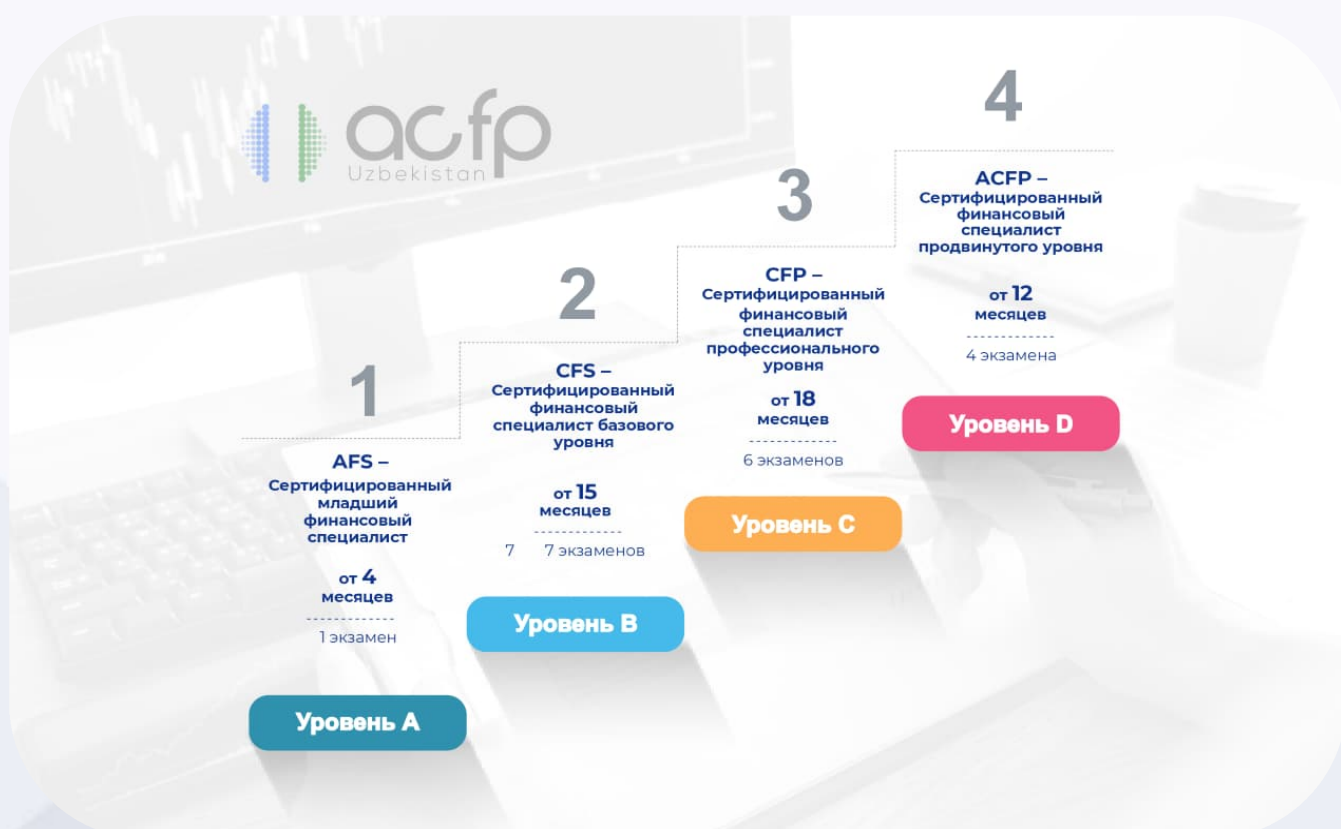 acfp
Uzbekistan
1
AFS –
Сертифицированный
младший
финансовый
специалист
от 4
месяцев
1 экзамен
Уровень A
2
CFS –
Сертифицированный
финансовый
специалист базового
уровня
от 15
месяцев
7 7 экзаменов
Уровень B
3
CFP –
Сертифицированный
финансовый
специалист
профессионального
уровня
от 18
месяцев
6 экзаменов
Уровень C
4
ACFP –
Сертифицированный
финансовый
специалист
продвинутого уровня
от 12
месяцев
4 экзамена
Уровень D